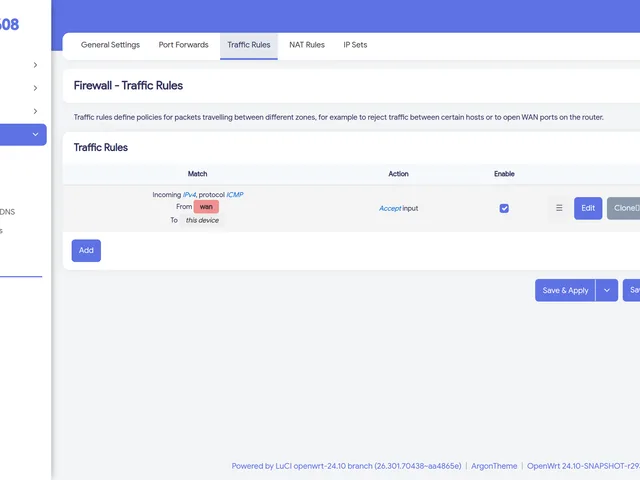 608
General Settings Port Forwards Traffic Rules NAT Rules IP Sets
Firewall - Traffic Rules
Traffic rules define policies for packets travelling between different zones, for example to reject traffic between certain hosts or to open WAN ports on the router.
Traffic Rules
Match Action Enable
Incoming IPv4, protocol ICMP
From wan
To this device
Accept input
Edit Clone
DNS
s
Add
Save & Apply Sa
Powered by LuCI openwrt-24.10 branch (26.301.70438~aa4865e) | ArgonTheme | OpenWrt 24.10-SNAPSHOT-r29